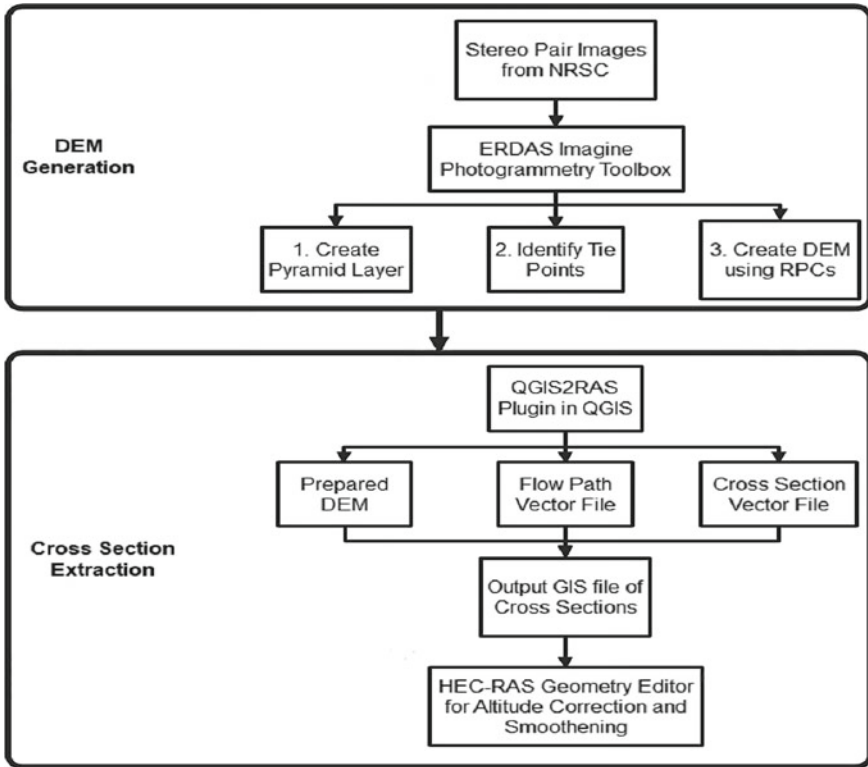 Stereo Pair Images
from NRSC
DEM
Generation
ERDAS Imagine
Photogrammetry Toolbox
1. Create
Pyramid Layer
2. Identify Tie
Points
3. Create DEM
using RPCs
QGIS2RAS
Plugin in QGIS
Prepared
DEM
Flow Path
Vector File
Cross Section
Vector File
Cross Section
Extraction
Output GIS file of
Cross Sections
HEC-RAS Geometry Editor
for Altitude Correction and
Smoothening